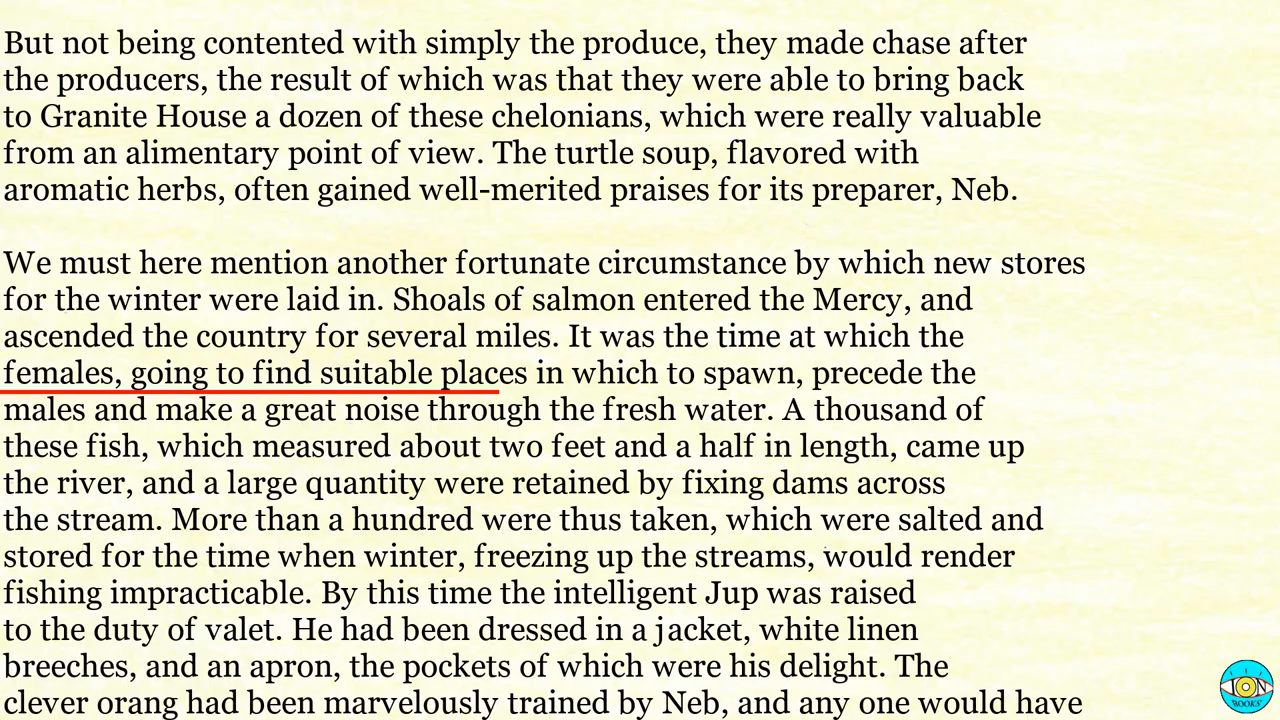 But not being contented with simply the produce, they made chase after
the producers, the result of which was that they were able to bring back
to Granite House a dozen of these chelonians, which were really valuable
from an alimentary point of view. The turtle soup, flavored with
aromatic herbs, often gained well-merited praises for its preparer, Neb.
We must here mention another fortunate circumstance by which new stores
for the winter were laid in. Shoals of salmon entered the Mercy, and
ascended the country for several miles. It was the time at which the
females, going to find suitable places in which to spawn, precede the
males and make a great noise through the fresh water. A thousand of
these fish, which measured about two feet and a half in length, came up
the river, and a large quantity were retained by fixing dams across
the stream. More than a hundred were thus taken, which were salted and
stored for the time when winter, freezing up the streams, would render
fishing impracticable. By this time the intelligent Jup was raised
to the duty of valet. He had been dressed in a jacket, white linen
breeches, and an apron, the pockets of which were his delight. The
clever orang had been marvelously trained by Neb, and any one would have
ION
BOOKS